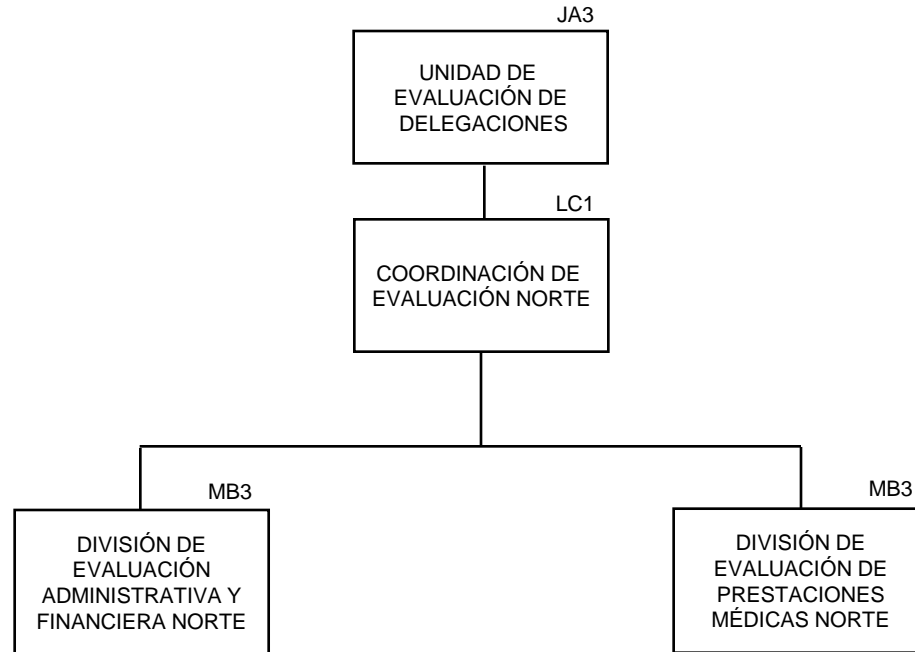 JA3
UNIDAD DE
EVALUACIÓN DE
DELEGACIONES
LC1
COORDINACIÓN DE
EVALUACIÓN NORTE
MB3
DIVISIÓN DE
EVALUACIÓN
ADMINISTRATIVA Y
FINANCIERA NORTE
MB3
DIVISIÓN DE
EVALUACIÓN DE
PRESTACIONES
MÉDICAS NORTE